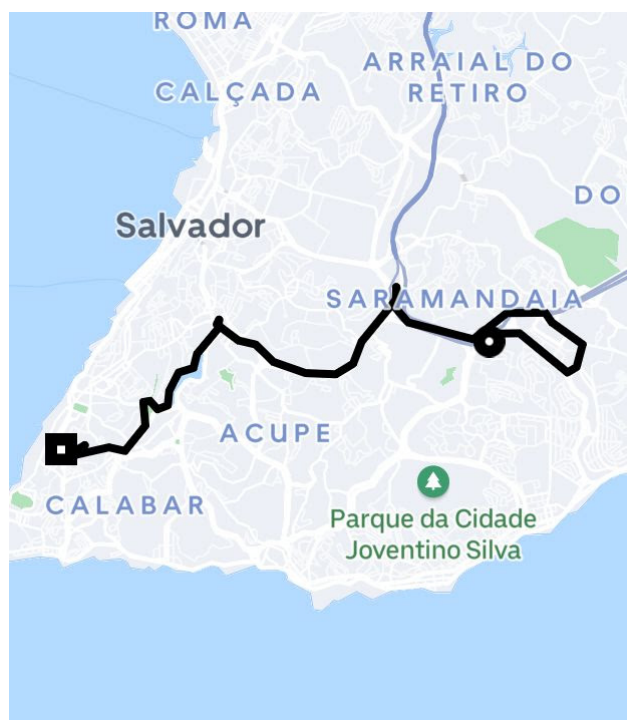 ROMA
ARRAIAL DO
RETIRO
CALÇADA
DO
Salvador
SARAMANDAIA
ACUPE
CALABAR
Parque da Cidade
Joventino Silva